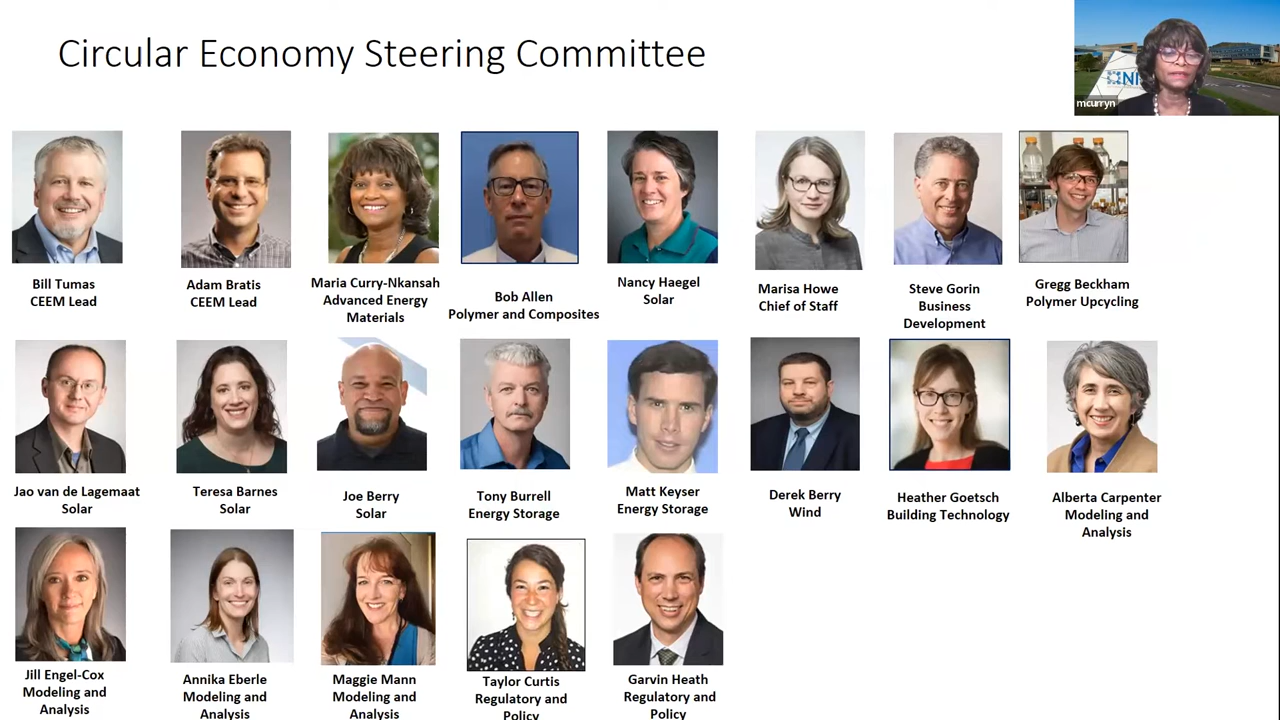 Circular Economy Steering Committee
mcurryn
Bill Tumas
CEEM Lead
Adam Bratis
CEEM Lead
Maria Curry-Nkansah
Advanced Energy
Materials
Bob Allen
Polymer and Composites
Nancy Haegel
Solar
Marisa Howe
Chief of Staff
Steve Gorin
Business
Development
Gregg Beckham
Polymer Upcycling
Jao van de Lagemaat
Solar
Teresa Barnes
Solar
Joe Berry
Solar
Tony Burrell
Energy Storage
Matt Keyser
Energy Storage
Derek Berry
Wind
Heather Goetsch
Building Technology
Alberta Carpenter
Modeling and
Analysis
Jill Engel-Cox
Modeling and
Analysis
Annika Eberle
Modeling and
Analysis
Maggie Mann
Modeling and
Analysis
Taylor Curtis
Regulatory and
Policy
Garvin Heath
Regulatory and
Policy